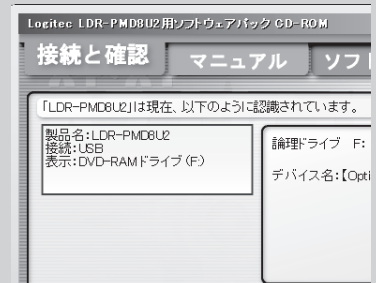 Logitec LDR-PMD8U2用ソフトウェアパック CD-ROM
接続と確認 マニュアル ソフ
「LDR-PMD8U2」は現在、以下のように認識されています。
製品名:LDR-PMD8U2
接続:USB
表示:DVD-RAMドライブ(F:)
論理ドライブ F:
デバイス名:【Opti